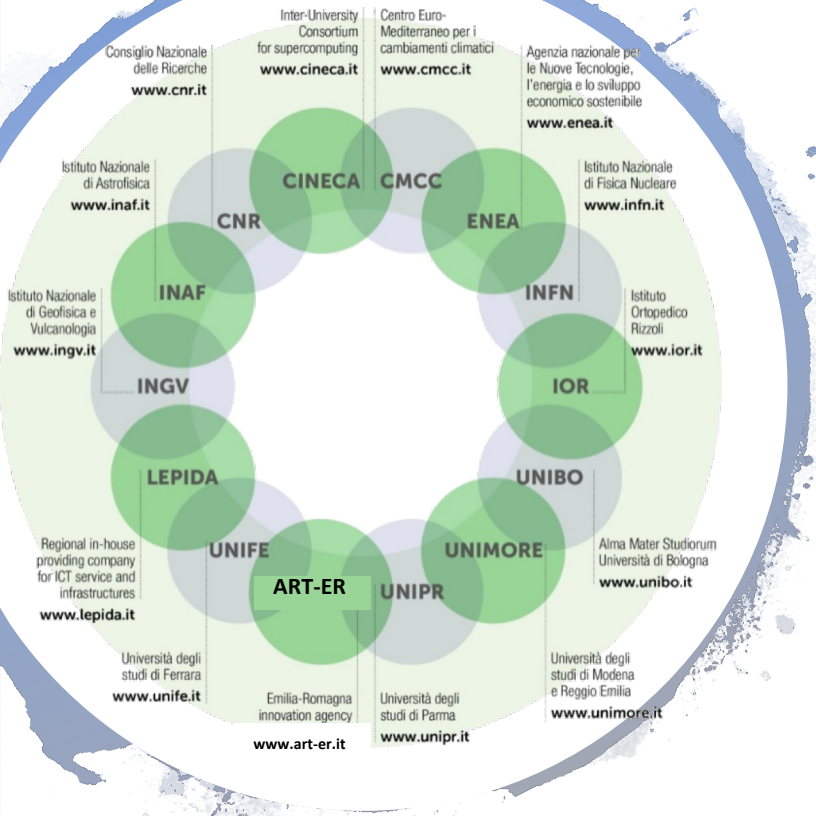 Inter-University
Consortium
for supercomputing
www.cineca.it
Centro Euro-
Mediterraneo per i
cambiamenti climatici
www.cmcc.it
Consiglio Nazionale
delle Ricerche
www.cnr.it
Agenzia nazionale per
le Nuove Tecnologie,
l'energia e lo sviluppo
economico sostenibile
www.enea.it
Istituto Nazionale
di Astrofisica
www.inaf.it
Istituto Nazionale
di Fisica Nucleare
www.infn.it
Istituto Nazionale
di Geofisica e
Vulcanologia
www.ingv.it
Istituto
Ortopedico
Rizzoli
www.ior.it
CINECA
CMCC
CNR
ENEA
INAF
INFN
INGV
IOR
LEPIDA
UNIBO
UNIFE
UNIMORE
ART-ER
UNIPR
Regional in-house
providing company
for ICT service and
infrastructures
www.lepida.it
Alma Mater Studiorum
Università di Bologna
www.unibo.it
Università degli
studi di Ferrara
www.unife.it
Emilia-Romagna
innovation agency
www.art-er.it
Università degli
studi di Parma
www.unipr.it
Università degli
studi di Modena
e Reggio Emilia
www.unimore.it